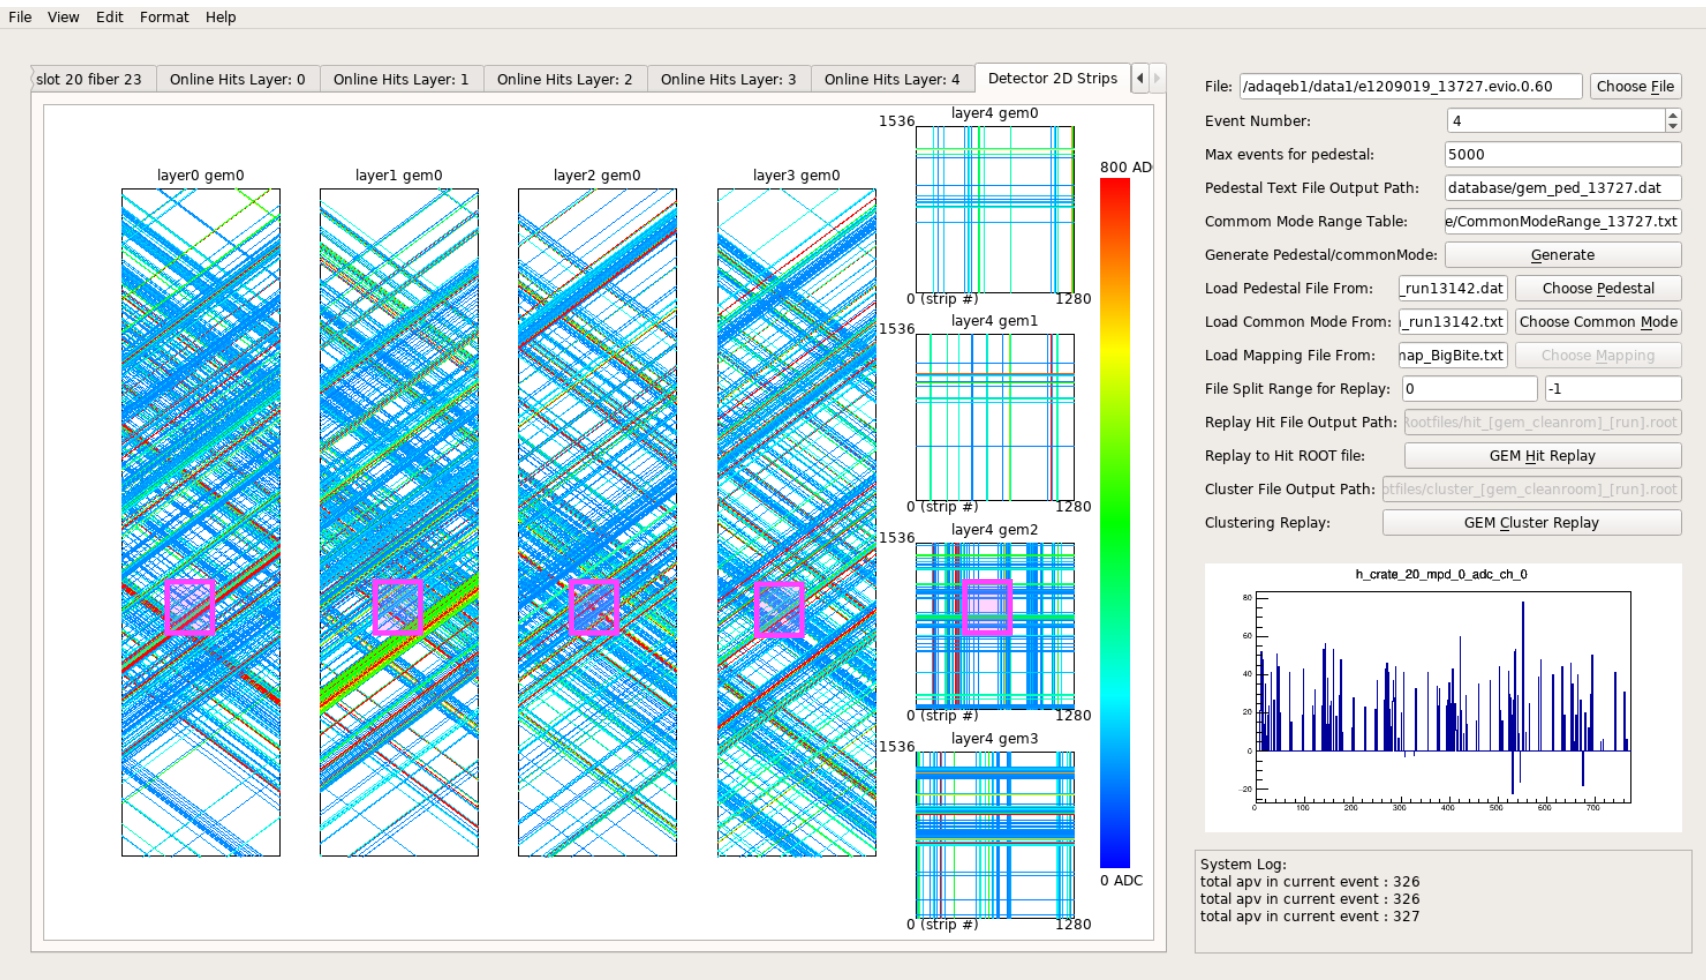 File View Edit Format Help
slot 20 fiber 23 Online Hits Layer: 0 Online Hits Layer: 1 Online Hits Layer: 2 Online Hits Layer: 3 Online Hits Layer: 4 Detector 2D Strips
layer0 gem0
layer1 gem0
layer2 gem0
layer3 gem0
layer4 gem0
1536
0 (strip #) 1280
layer4 gem1
1536
0 (strip #) 1280
layer4 gem2
1536
0 (strip #) 1280
layer4 gem3
1536
0 (strip #) 1280
800 AD
0 ADC
File: /adaqeb1/data1/e1209019_13727.evio.0.60 Choose File
Event Number: 4
Max events for pedestal: 5000
Pedestal Text File Output Path: database/gem_ped_13727.dat
Commom Mode Range Table: e/CommonModeRange_13727.txt
Generate Pedestal/commonMode: Generate
Load Pedestal File From: _run13142.dat Choose Pedestal
Load Common Mode From: _run13142.txt Choose Common Mode
Load Mapping File From: nap_BigBite.txt Choose Mapping
File Split Range for Replay: 0 -1
Replay Hit File Output Path: Rootfiles/hit_[gem_cleanrom]_[run].root
Replay to Hit ROOT file: GEM Hit Replay
Cluster File Output Path: otfiles/cluster_[gem_cleanroom]_[run].root
Clustering Replay: GEM Cluster Replay
h_crate_20_mpd_0_adc_ch_0
80
60
40
20
0
-20
0 100 200 300 400 500 600 700
System Log:
total apv in current event : 326
total apv in current event : 326
total apv in current event : 327